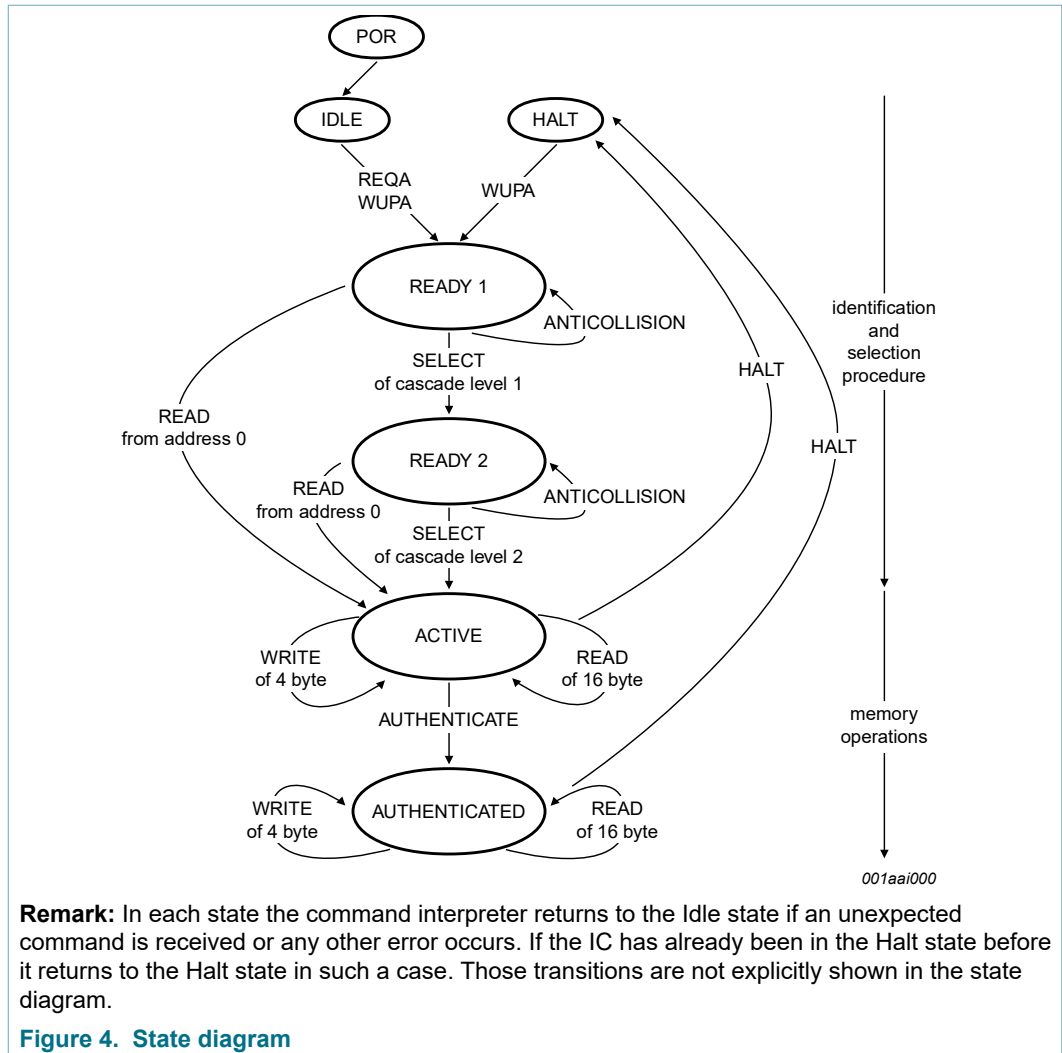 POR
IDLE
HALT
REQA
WUPA
WUPA
READY 1
ANTICOLLISION
identification
and
selection
procedure
SELECT
of cascade level 1
HALT
READ
from address 0
HALT
READY 2
READ
from address 0
ANTICOLLISION
SELECT
of cascade level 2
ACTIVE
WRITE
of 4 byte
READ
of 16 byte
AUTHENTICATE
memory
operations
AUTHENTICATED
WRITE
of 4 byte
READ
of 16 byte
001aai000
Remark: In each state the command interpreter returns to the Idle state if an unexpected
command is received or any other error occurs. If the IC has already been in the Halt state before
it returns to the Halt state in such a case. Those transitions are not explicitly shown in the state
diagram.
Figure 4. State diagram